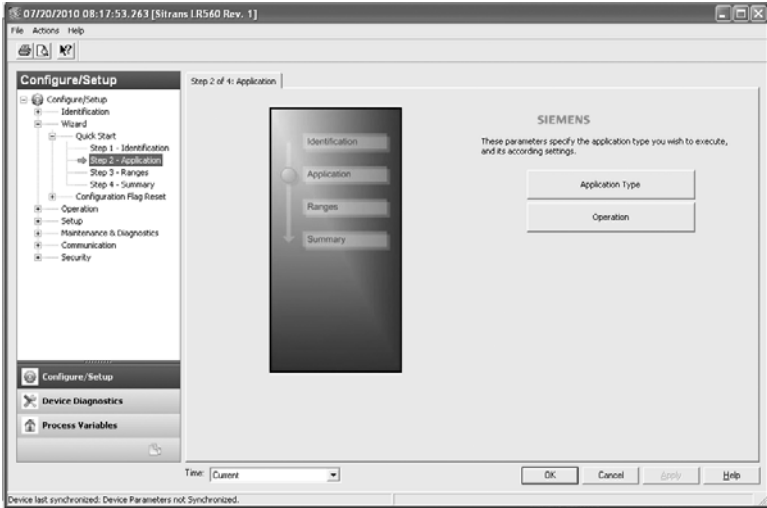 07/20/2010 08:17:53.263 [Sitrans LR560 Rev. 1]
File Actions Help
Configure/Setup
Configure/Setup
Identification
Wizard
Quick Start
Step 1 - Identification
Step 2 - Application
Step 3 - Ranges
Step 4 - Summary
Configuration Flag Reset
Operation
Setup
Maintenance & Diagnostics
Communication
Security
Configure/Setup
Device Diagnostics
Process Variables
Step 2 of 4: Application
Identification
Application
Ranges
Summary
SIEMENS
These parameters specify the application type you wish to execute,
and its according settings.
Application Type
Operation
Time: Current
OK Cancel Apply Help
Device last synchronized: Device Parameters not Synchronized.